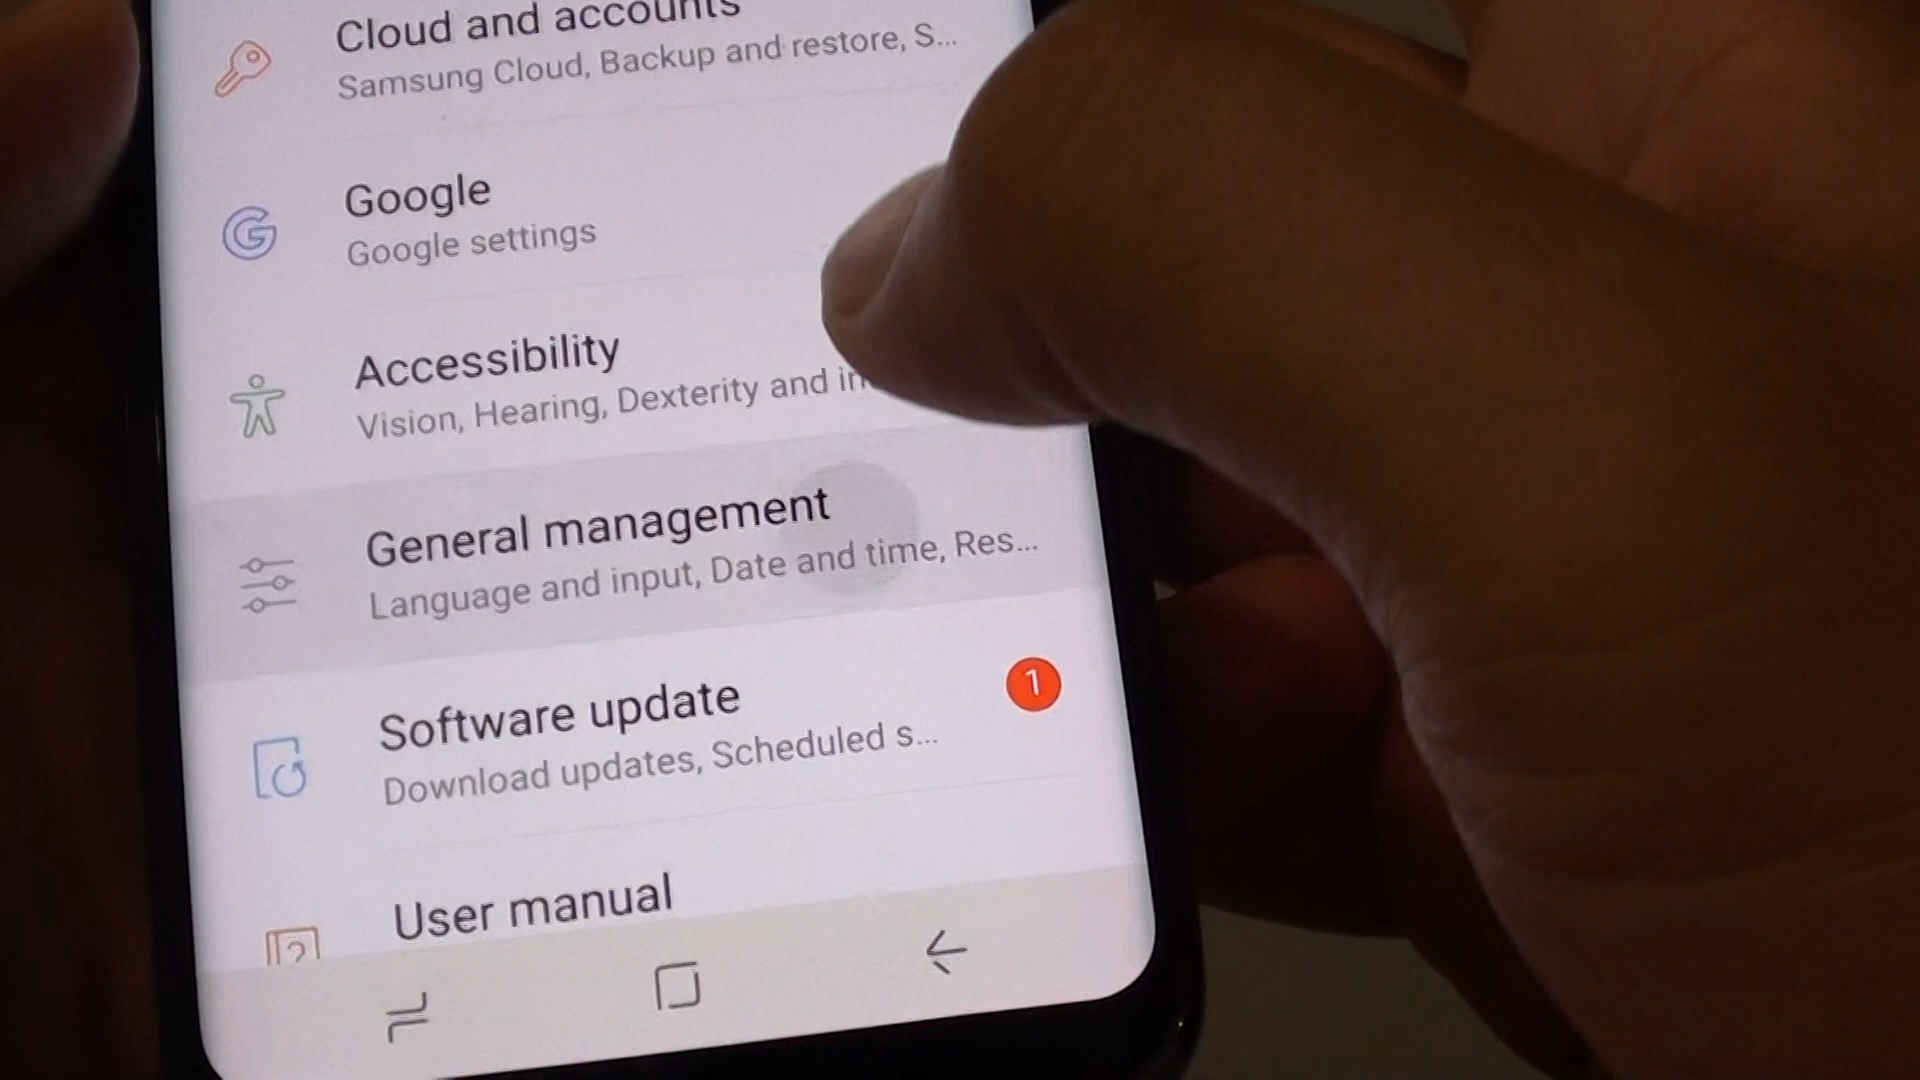 Cloud and accounts
Samsung Cloud, Backup and restore, S...
Google
Google settings
Accessibility
Vision, Hearing, Dexterity and in
General management
Language and input, Date and time, Res...
Software update
1
Download updates, Scheduled s...
User manual
?